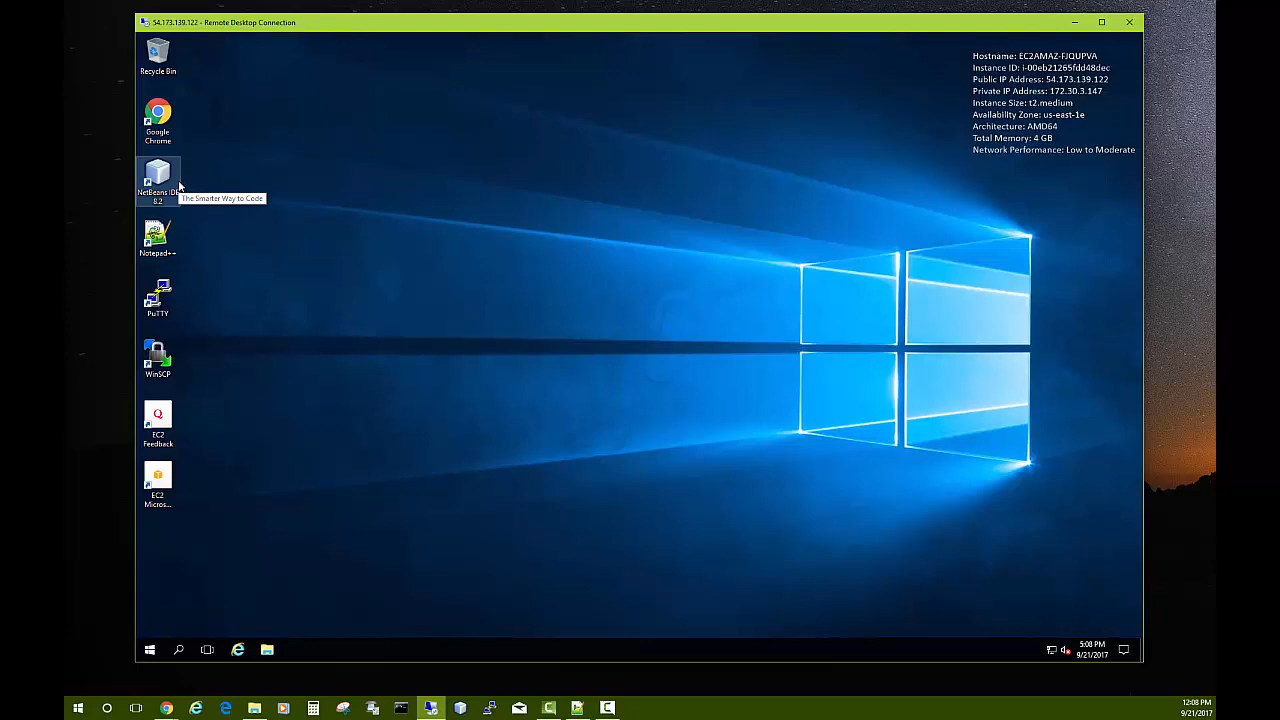 54.173.139.122 - Remote Desktop Connection
Recycle Bin
Google
Chrome
NetBeans IDE
8.2
The Smarter Way to Code
Notepad++
PuTTY
WinSCP
Q
EC2
Feedback
EC2
Micros...
Hostname: EC2AMAZ-FJQUPVA
Instance ID: i-00eb21265fdd48dec
Public IP Address: 54.173.139.122
Private IP Address: 172.30.3.147
Instance Size: t2.medium
Availability Zone: us-east-1e
Architecture: AMD64
Total Memory: 4 GB
Network Performance: Low to Moderate
5:08 PM
9/21/2017
12:08 PM
9/21/2017